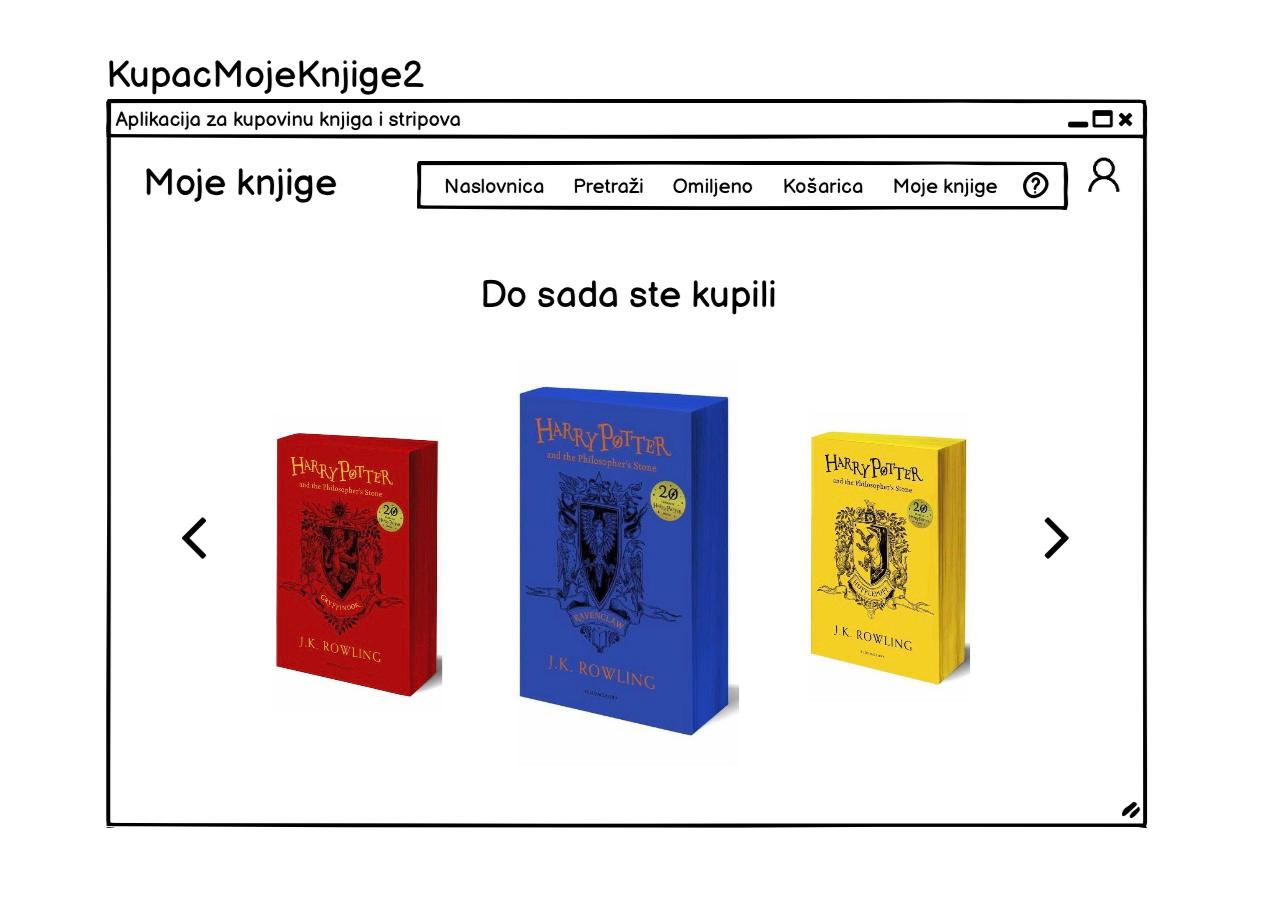 KupacMojeKnjige2
Aplikacija za kupovinu knjiga i stripova
Moje knjige
Naslovnica Pretraži Omiljeno Košarica Moje knjige ?
Do sada ste kupili
HARRY POTTER
and the Philosopher's Stone
20
GRYFFINDOR
J.K. ROWLING
HARRY POTTER
and the Philosopher's Stone
20
HARRY POTTER
RAVENCLAW
J.K. ROWLING
BLOOMSBURY
HARRY POTTER
and the Philosopher's Stone
20
HUFFLEPUFF
J.K. ROWLING